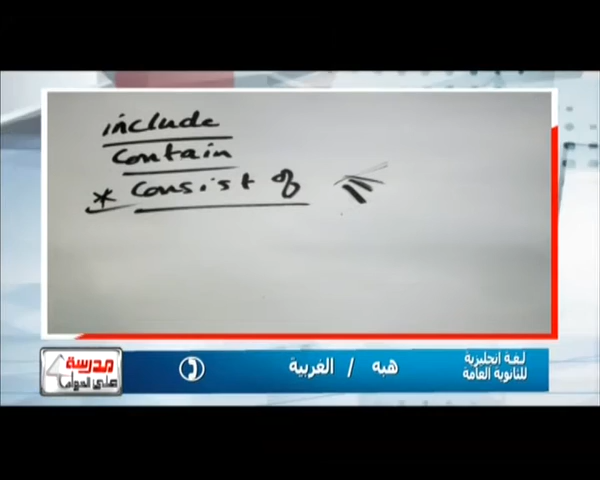 include
contain
* consist of
لغة انجليزية
للثانوية العامة
هبه / الغربية
مدرسة
على الهواء